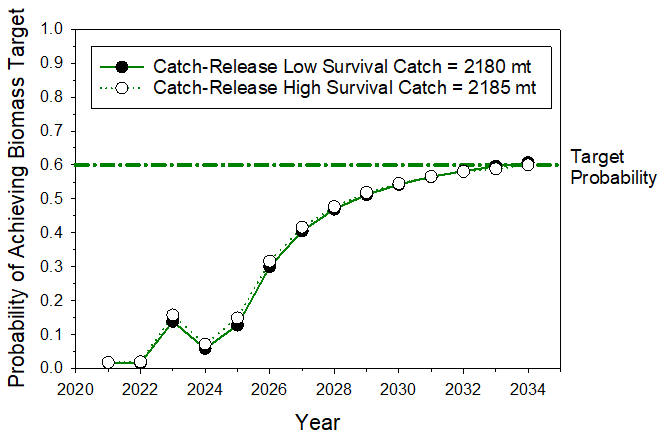 Probability of Achieving Biomass Target
1.0
0.9
0.8
0.7
0.6
0.5
0.4
0.3
0.2
0.1
0.0
Catch-Release Low Survival Catch = 2180 mt
Catch-Release High Survival Catch = 2185 mt
Target
Probability
2020 2022 2024 2026 2028 2030 2032 2034
Year